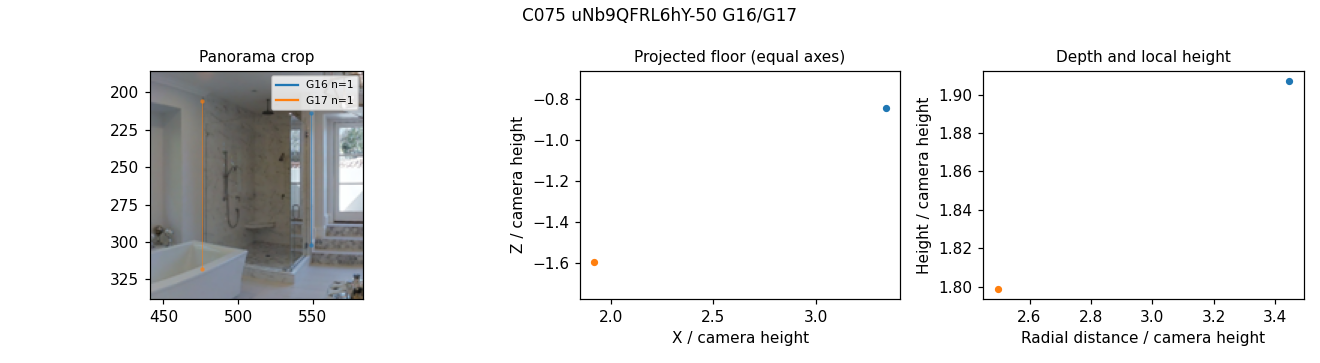 C075 uNb9QFRL6hY-50 G16/G17
Panorama crop
G16 n=1
G17 n=1
200
225
250
275
300
325
450 500 550
Projected floor (equal axes)
Z / camera height
−0.8
−1.0
−1.2
−1.4
−1.6
2.0 2.5 3.0
X / camera height
Depth and local height
Height / camera height
1.90
1.88
1.86
1.84
1.82
1.80
2.6 2.8 3.0 3.2 3.4
Radial distance / camera height